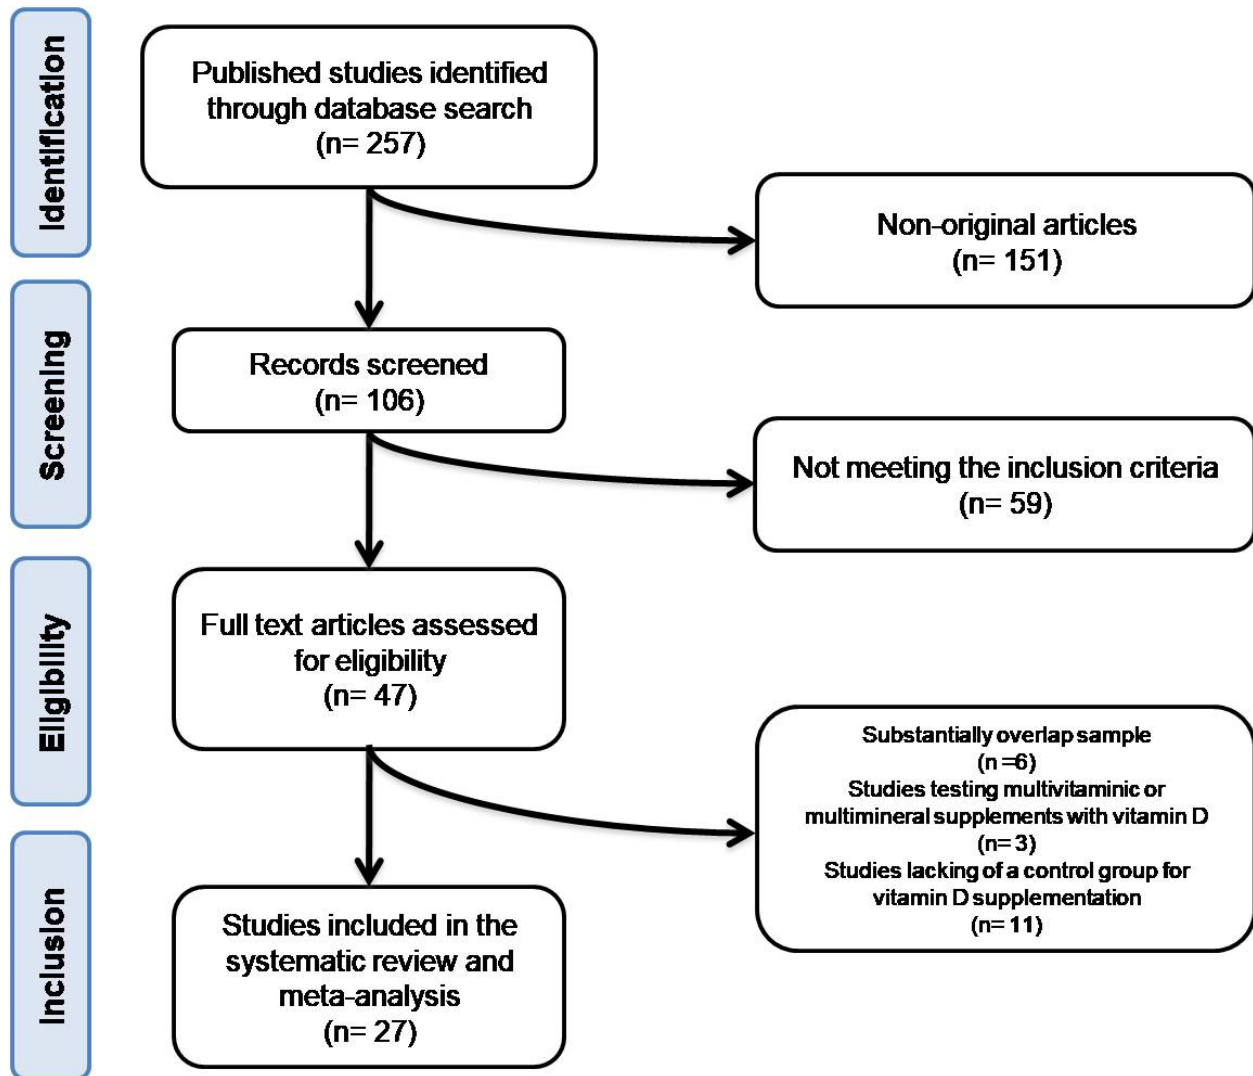 Identification
Published studies identified
through database search
(n= 257)
Non-original articles
(n= 151)
Screening
Records screened
(n= 106)
Not meeting the inclusion criteria
(n= 59)
Eligibility
Full text articles assessed
for eligibility
(n= 47)
Substantially overlap sample
(n =6)
Studies testing multivitaminic or
multimineral supplements with vitamin D
(n= 3)
Studies lacking of a control group for
vitamin D supplementation
(n= 11)
Inclusion
Studies included in the
systematic review and
meta-analysis
(n= 27)